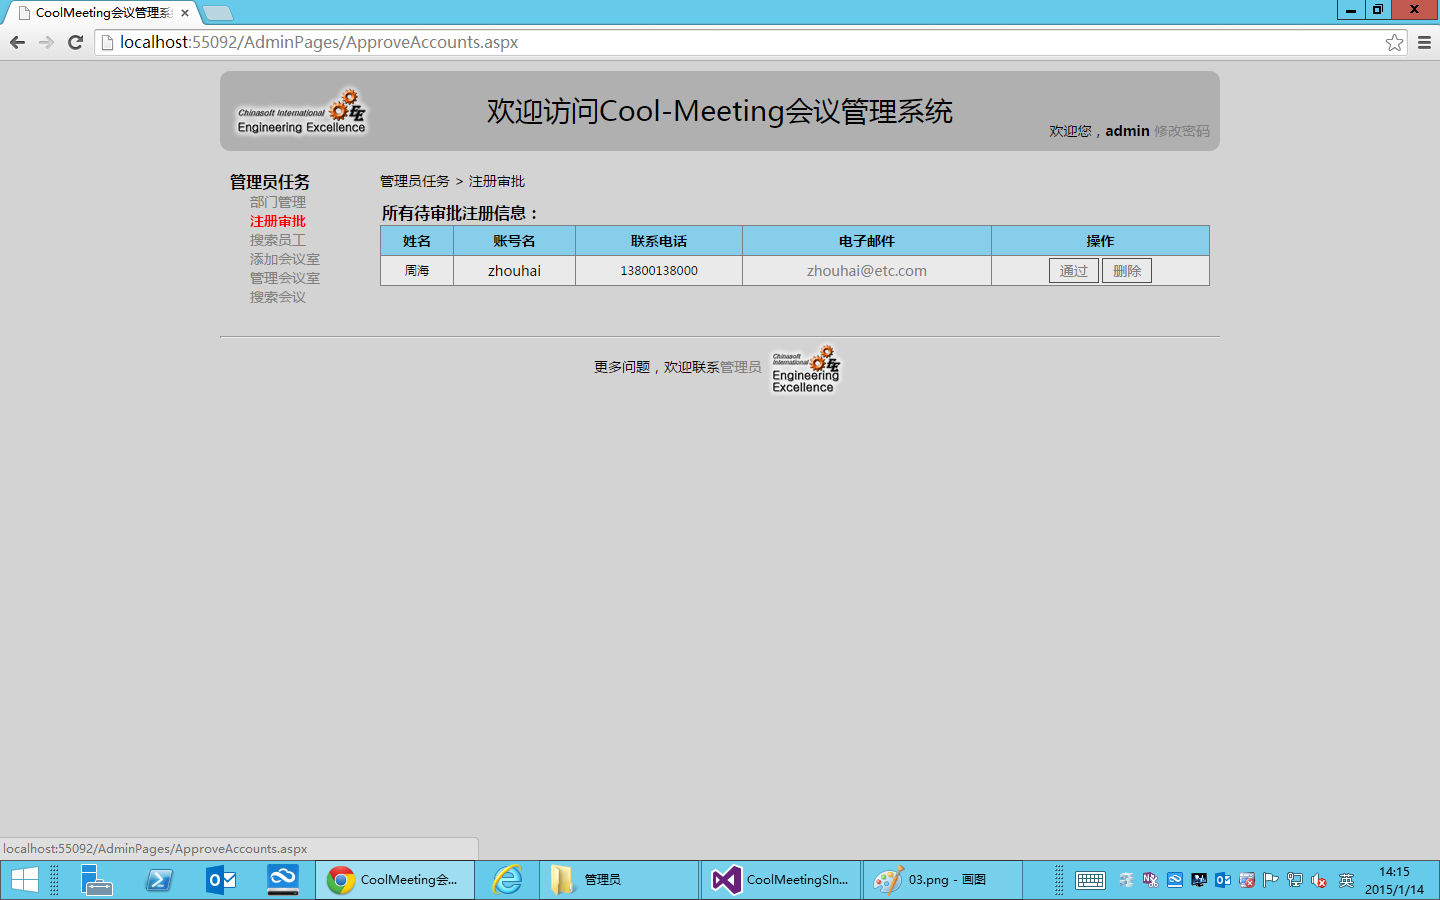 CoolMeeting会议管理系
localhost:55092/AdminPages/ApproveAccounts.aspx
Chinasoft International
Engineering Excellence
欢迎访问Cool-Meeting会议管理系统
欢迎您，admin 修改密码
管理员任务
部门管理
注册审批
搜索员工
添加会议室
管理会议室
搜索会议
管理员任务 > 注册审批
所有待审批注册信息：
姓名 账号名 联系电话 电子邮件 操作
周海 zhouhai 13800138000 zhouhai@etc.com 通过 删除
更多问题，欢迎联系管理员
Chinasoft
International
Engineering
Excellence
localhost:55092/AdminPages/ApproveAccounts.aspx
CoolMeeting会...
管理员
CoolMeetingSln...
03.png - 画图
英
14:15
2015/1/14